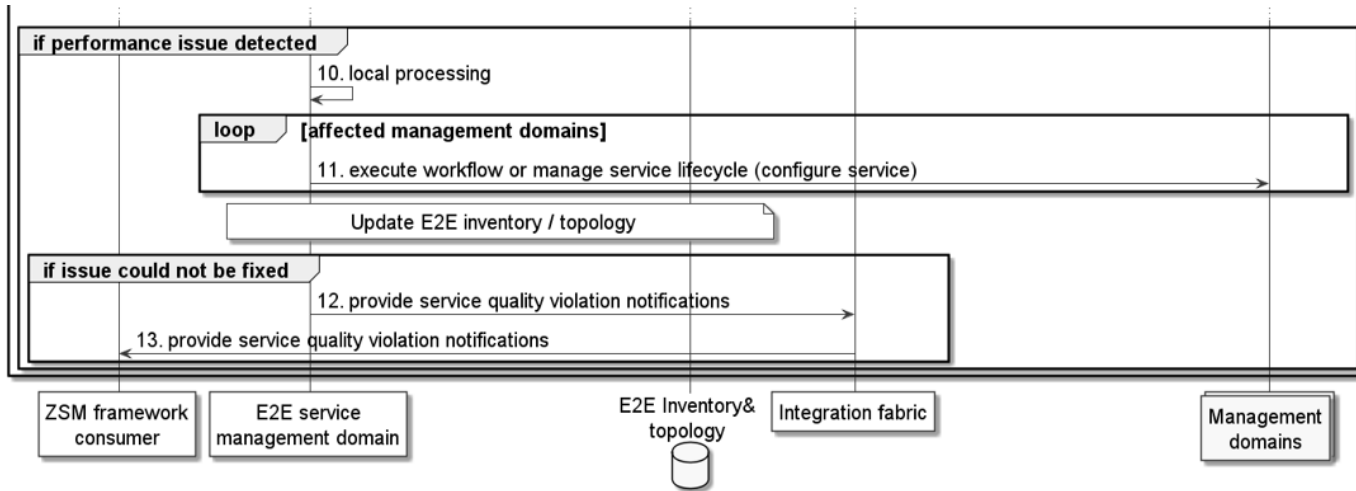 if performance issue detected
10. local processing
loop [affected management domains]
11. execute workflow or manage service lifecycle (configure service)
Update E2E inventory / topology
if issue could not be fixed
12. provide service quality violation notifications
13. provide service quality violation notifications
ZSM framework
consumer
E2E service
management domain
E2E Inventory&
topology
Integration fabric
Management
domains